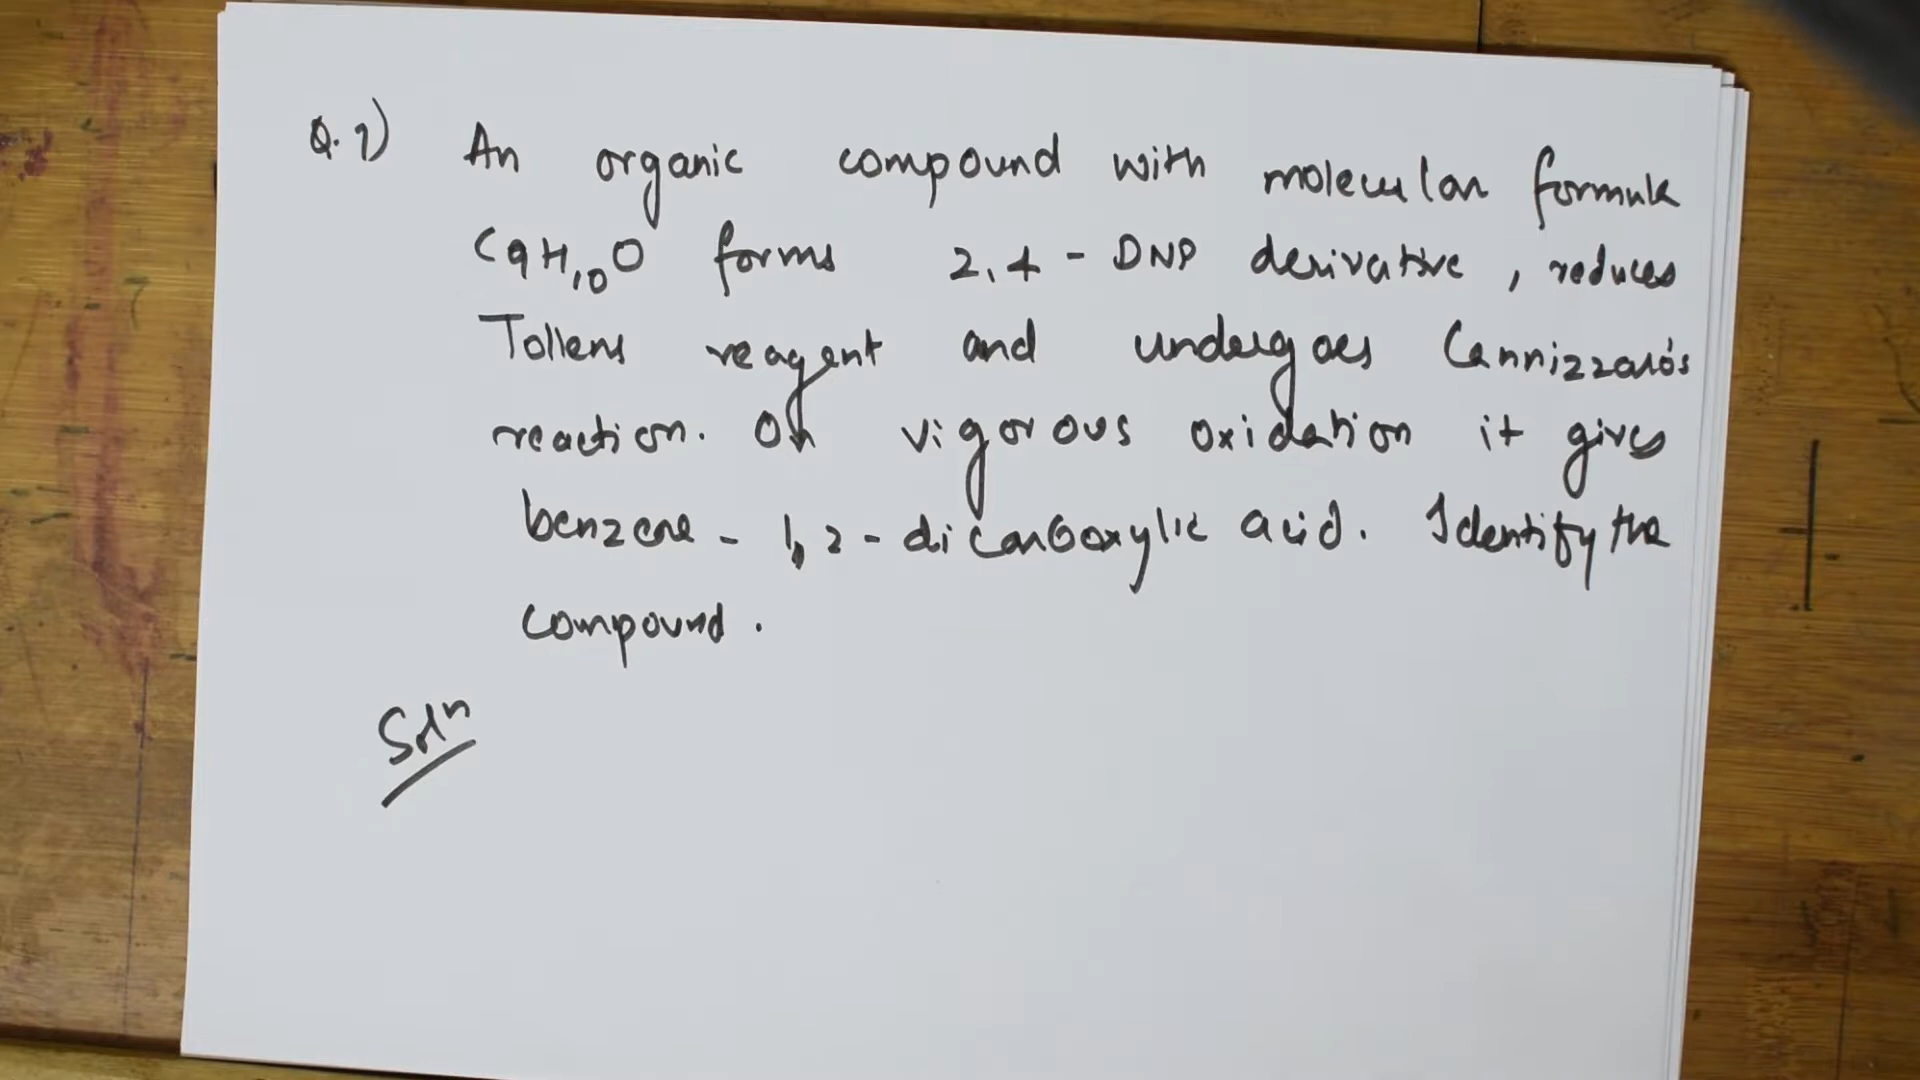 Q.9) An organic compound with molecular formula
C9H10O forms 2,4-DNP derivative, reduces
Tollens reagent and undergoes Cannizzaro's
reaction. On vigorous oxidation it gives
benzene-1,2-dicarboxylic acid. Identify the
compound.
Solⁿ